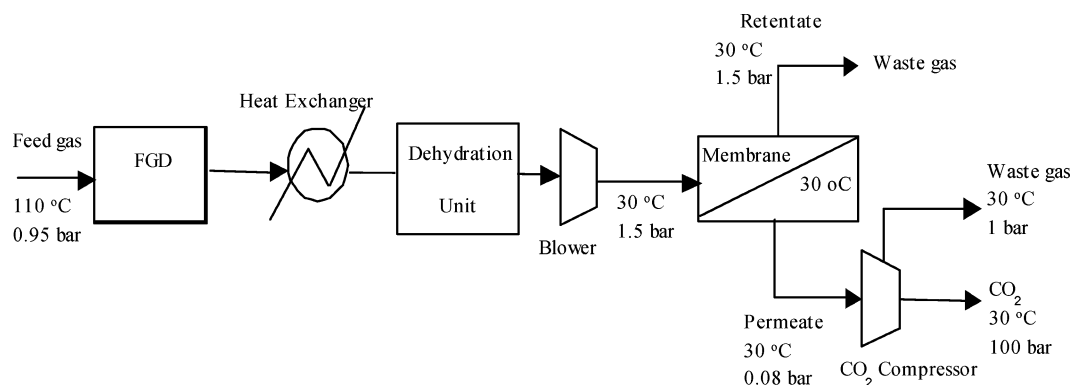 Feed gas
110 °C
0.95 bar
FGD
Heat Exchanger
Dehydration
Unit
Blower
30 °C
1.5 bar
Retentate
30 °C
1.5 bar
Waste gas
Membrane
30 oC
Permeate
30 °C
0.08 bar
CO2 Compressor
Waste gas
30 °C
1 bar
CO2
30 °C
100 bar